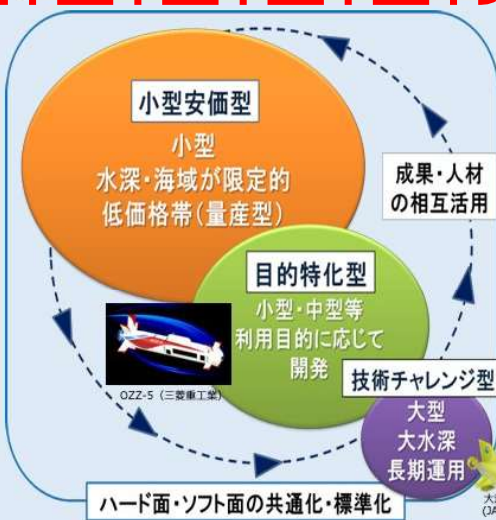 小型安価型
小型
水深・海域が限定的
低価格帯(量産型)
成果・人材
の相互活用
目的特化型
小型・中型等
利用目的に応じて
開発
OZZ-5(三菱重工業)
技術チャレンジ型
大型
大水深
長期運用
ハード面・ソフト面の共通化・標準化